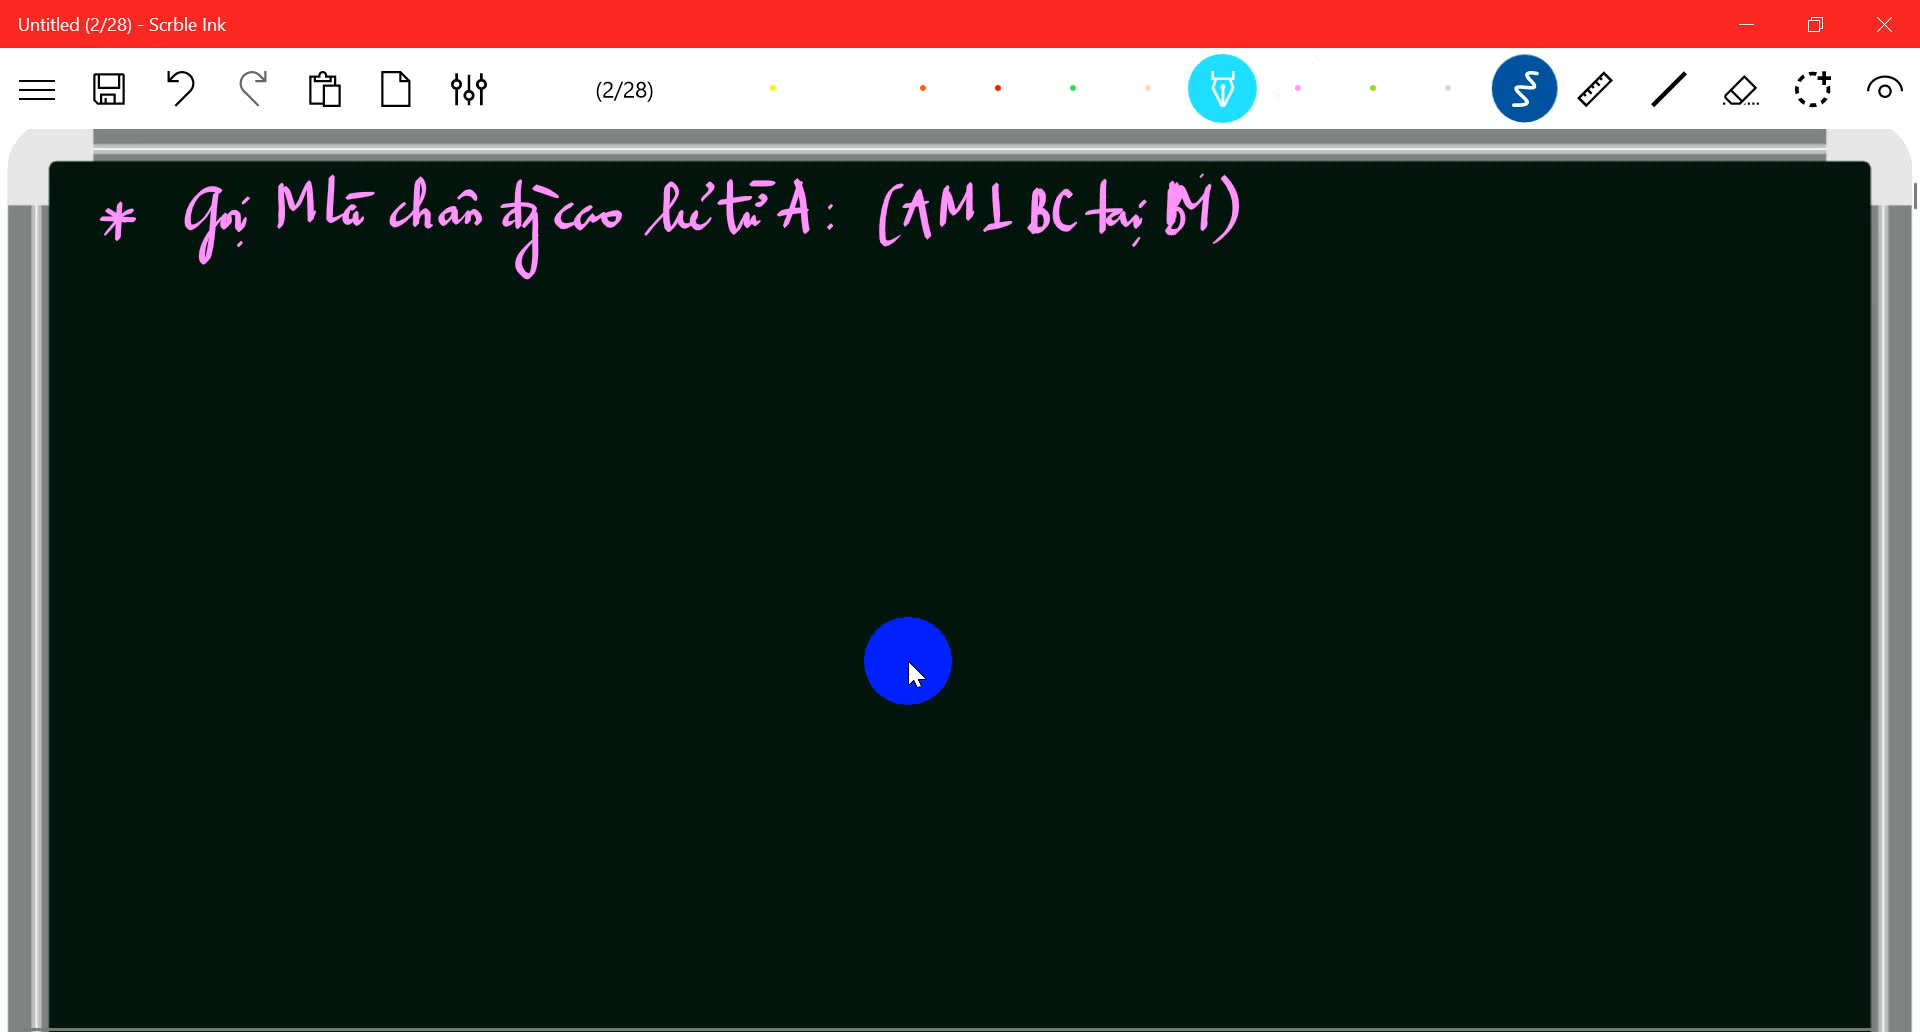 Untitled (2/28) - Scrble Ink
(2/28)
* Gọi M là chân đg cao kẻ từ A: (AM⊥BC tại M)